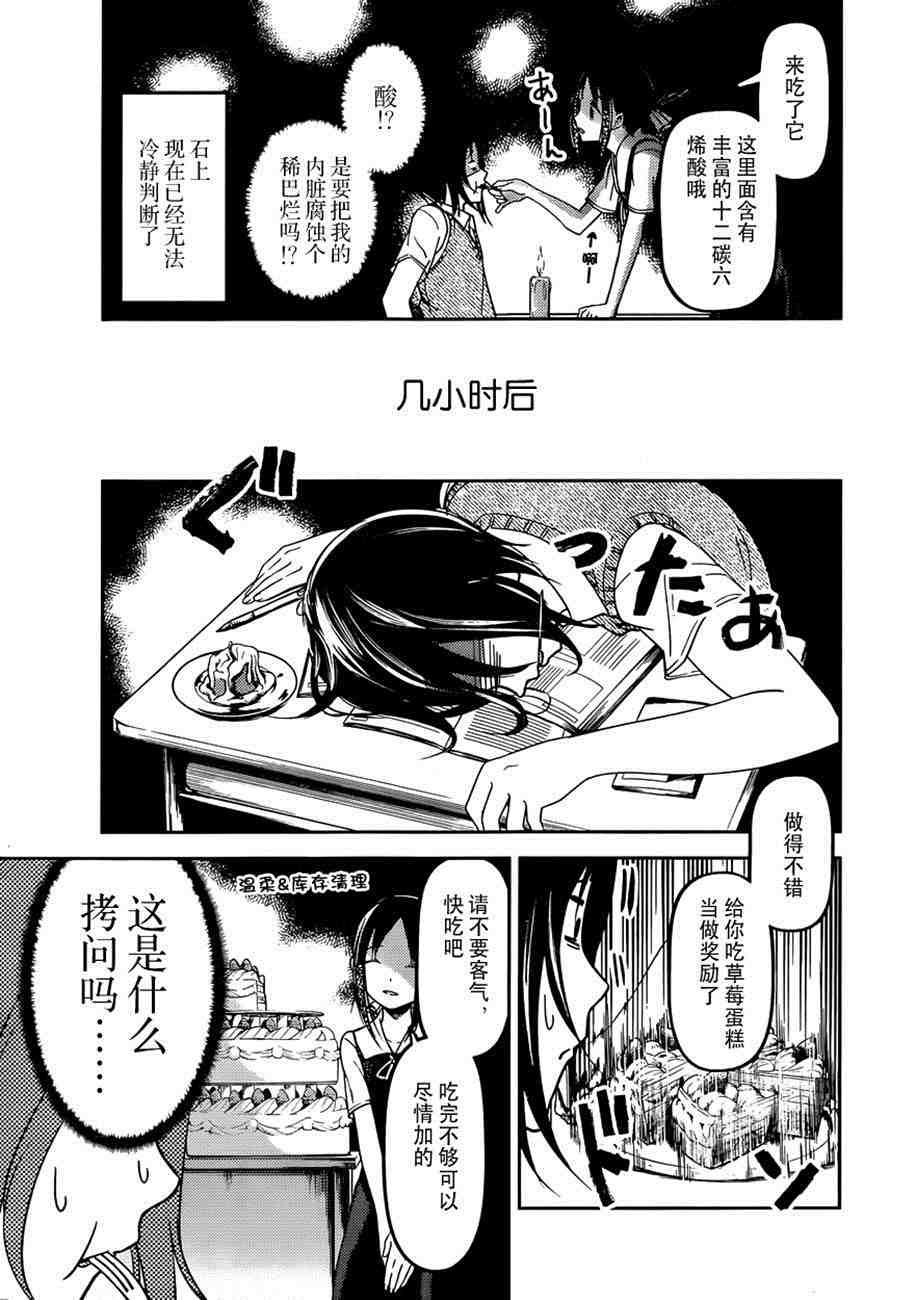 来吃了它
这里面含有
丰富的十二碳六
烯酸哦
あーん
←啊—
酸!?
是要把我的
内脏腐蚀个
稀巴烂吗!?
石上
现在已经无法
冷静判断了
几小时后
ぐ
っ
た
ぁ
做得不错
给你吃草莓蛋糕
当做奖励了
温柔&库存清理
请不要客气，
快吃吧
吃完不够可以
尽情加的
这是什么
拷问吗……